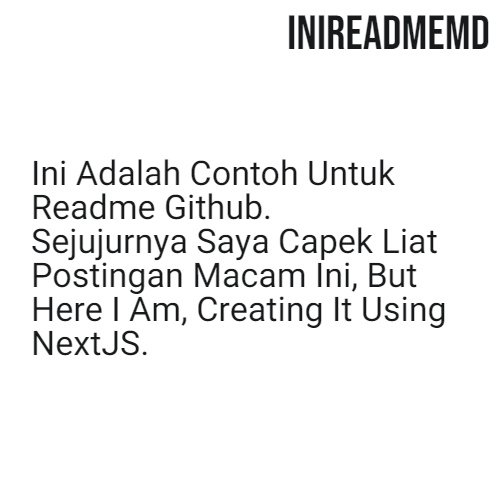 INIREADMEMD
Ini Adalah Contoh Untuk
Readme Github.
Sejujurnya Saya Capek Liat
Postingan Macam Ini, But
Here I Am, Creating It Using
NextJS.